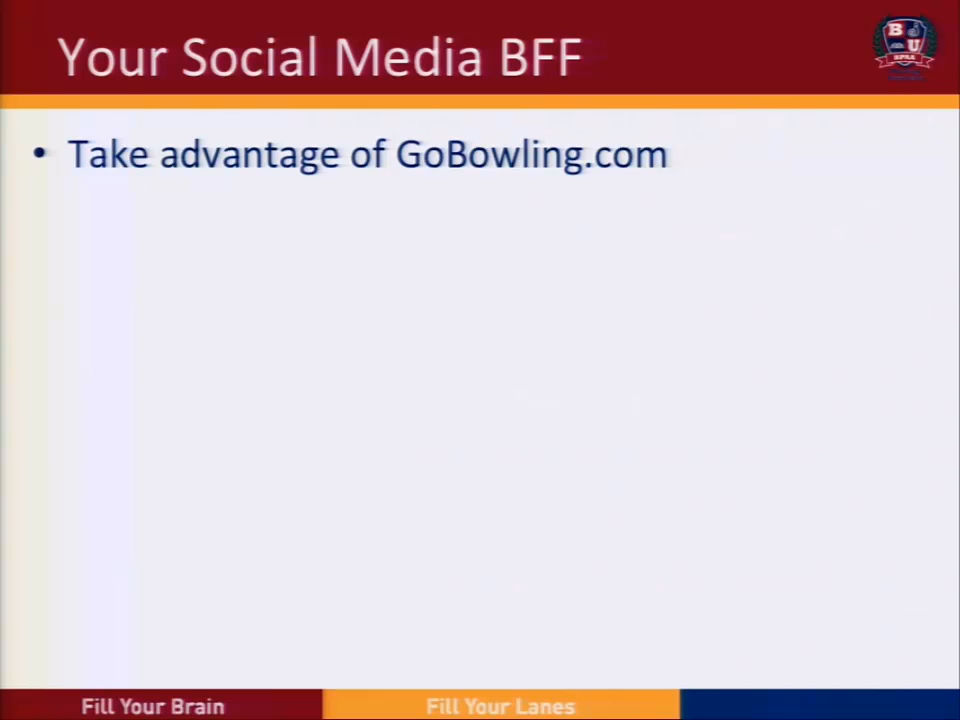 Your Social Media BFF
B
U
• Take advantage of GoBowling.com
Fill Your Brain
Fill Your Lanes